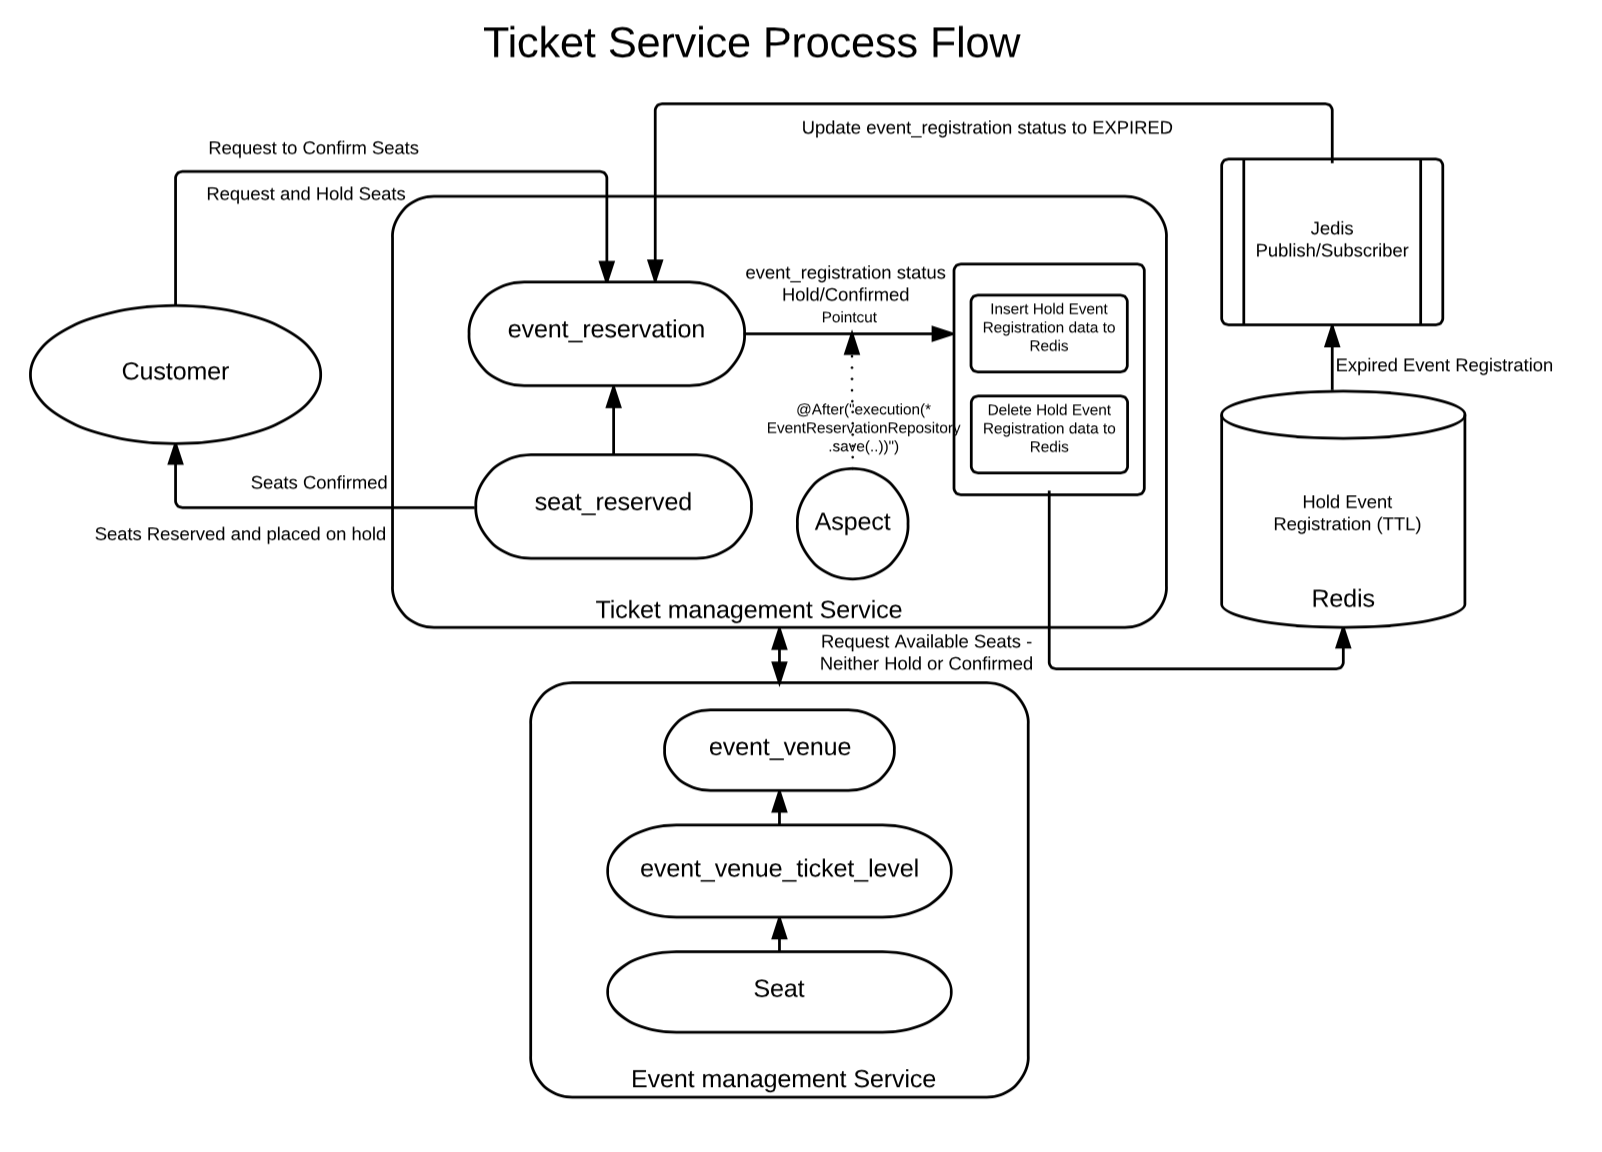 Ticket Service Process Flow
Update event_registration status to EXPIRED
Request to Confirm Seats
Request and Hold Seats
Jedis
Publish/Subscriber
event_registration status
Hold/Confirmed
Pointcut
event_reservation
Insert Hold Event
Registration data to
Redis
Customer
Expired Event Registration
@After(":execution(*
EventReservationRepository
.save(..))")
Delete Hold Event
Registration data to
Redis
Seats Confirmed
seat_reserved
Aspect
Hold Event
Registration (TTL)
Seats Reserved and placed on hold
Redis
Ticket management Service
Request Available Seats -
Neither Hold or Confirmed
event_venue
event_venue_ticket_level
Seat
Event management Service